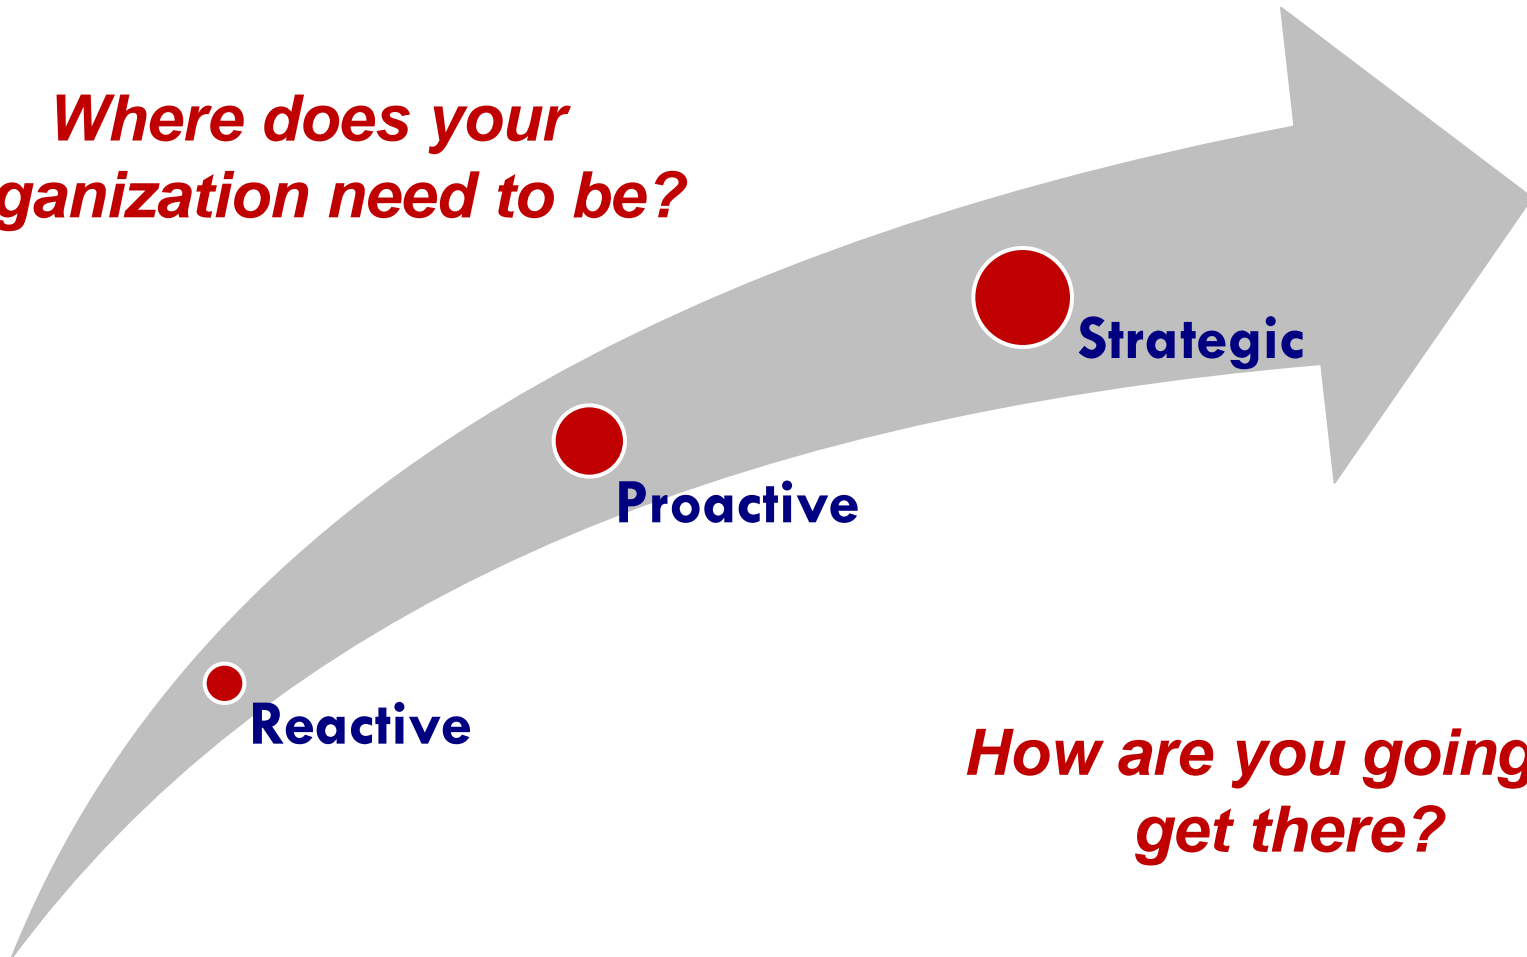 Where does your
ganization need to be?
Strategic
Proactive
Reactive
How are you going
get there?